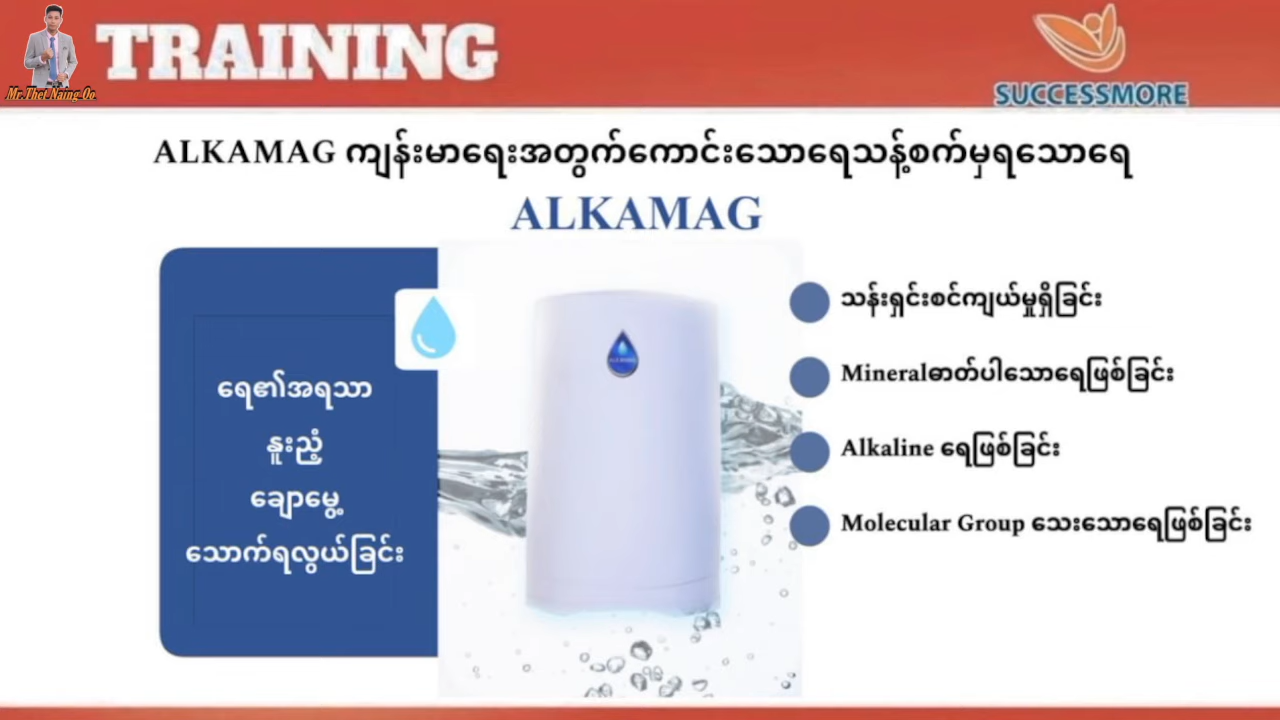 TRAINING
Mr.Thet Naing Oo
SUCCESSMORE
ALKAMAG ကျန်းမာရေးအတွက်ကောင်းသောရေသန့်စက်မှရသောရေ
ALKAMAG
ရေ၏အရသာ
နူးညံ့
ချောမွေ့
သောက်ရလွယ်ခြင်း
သန်းရှင်းစင်ကျယ်မှုရှိခြင်း
Mineralဓာတ်ပါသောရေဖြစ်ခြင်း
Alkaline ရေဖြစ်ခြင်း
Molecular Group သေးသောရေဖြစ်ခြင်း